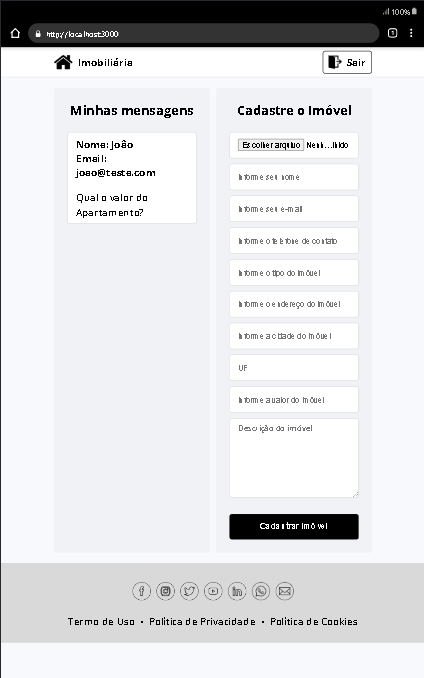 100%
http://localhost:3000
1
Imobiliária
Sair
Minhas mensagens
Nome: João
Email:
joao@teste.com
Qual o valor do
Apartamento?
Cadastre o Imóvel
Escolher arquivo Nenh...lhido
Informe seu nome
Informe seu e-mail
Informe o telefone de contato
Informe o tipo do imóvel
Informe o endereço do imóvel
Informe a cidade do imóvel
UF
Informe a valor do imóvel
Descrição do imóvel
Cadastrar imóvel
Termo de Uso • Política de Privacidade • Política de Cookies